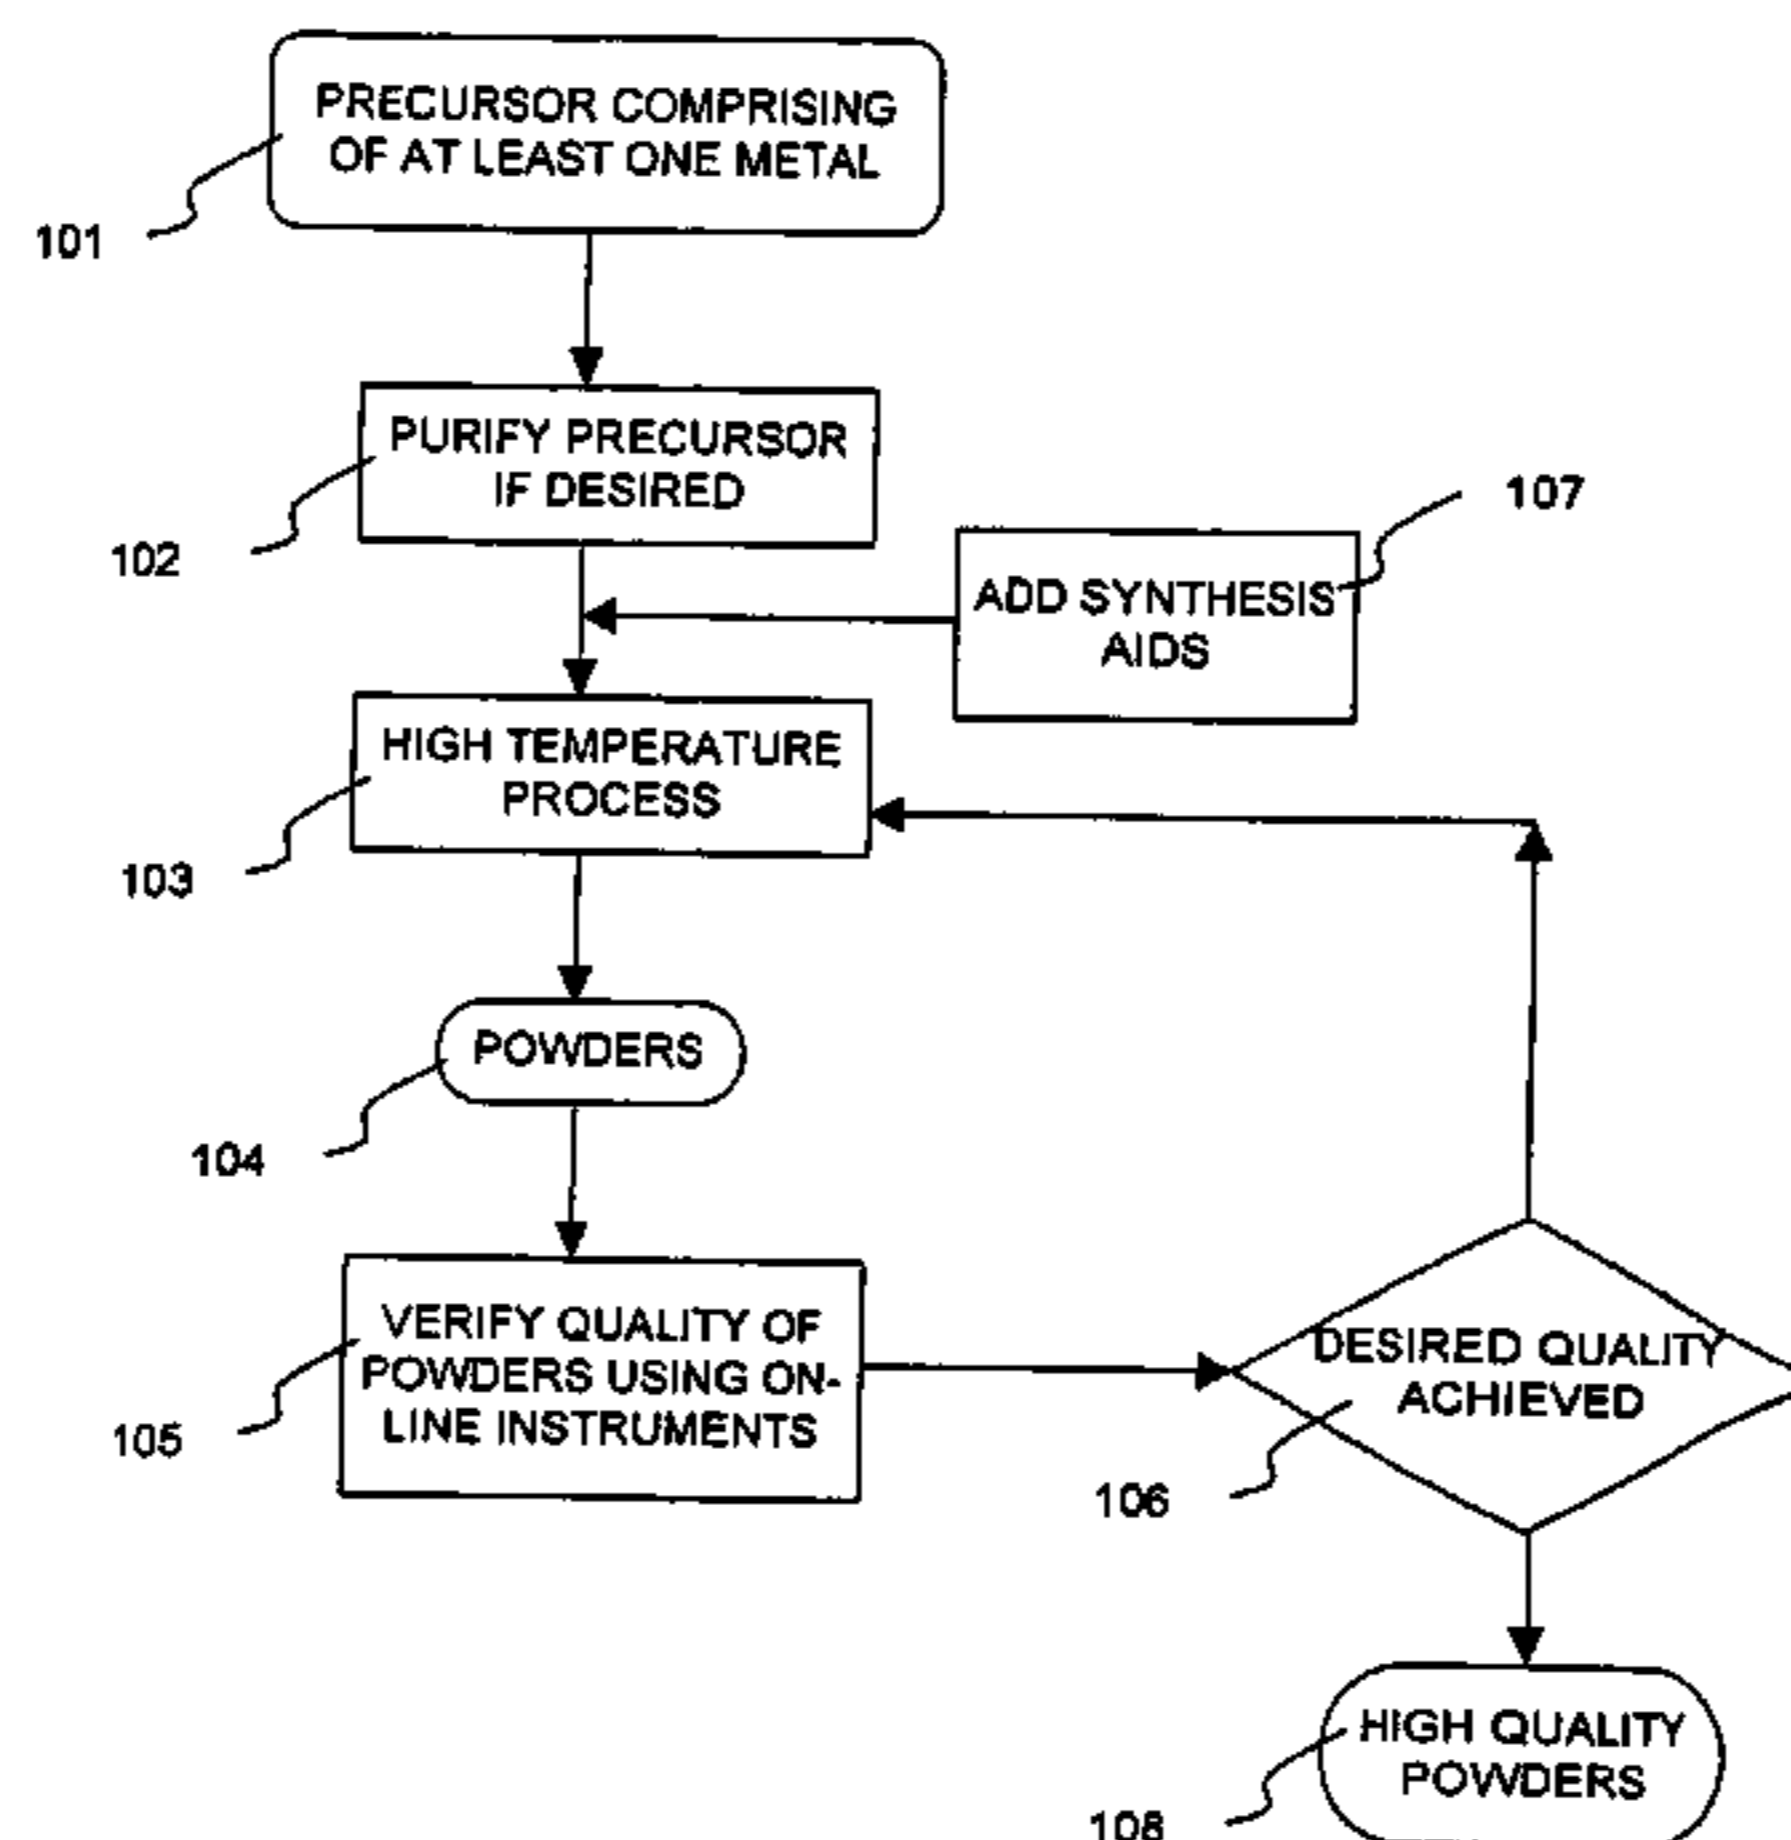 PRECURSOR COMPRISING
OF AT LEAST ONE METAL
101
PURIFY PRECURSOR
IF DESIRED
102
107
ADD SYNTHESIS
AIDS
HIGH TEMPERATURE
PROCESS
103
POWDERS
104
VERIFY QUALITY OF
POWDERS USING ON-
LINE INSTRUMENTS
105
DESIRED QUALITY
ACHIEVED
106
HIGH QUALITY
POWDERS
108